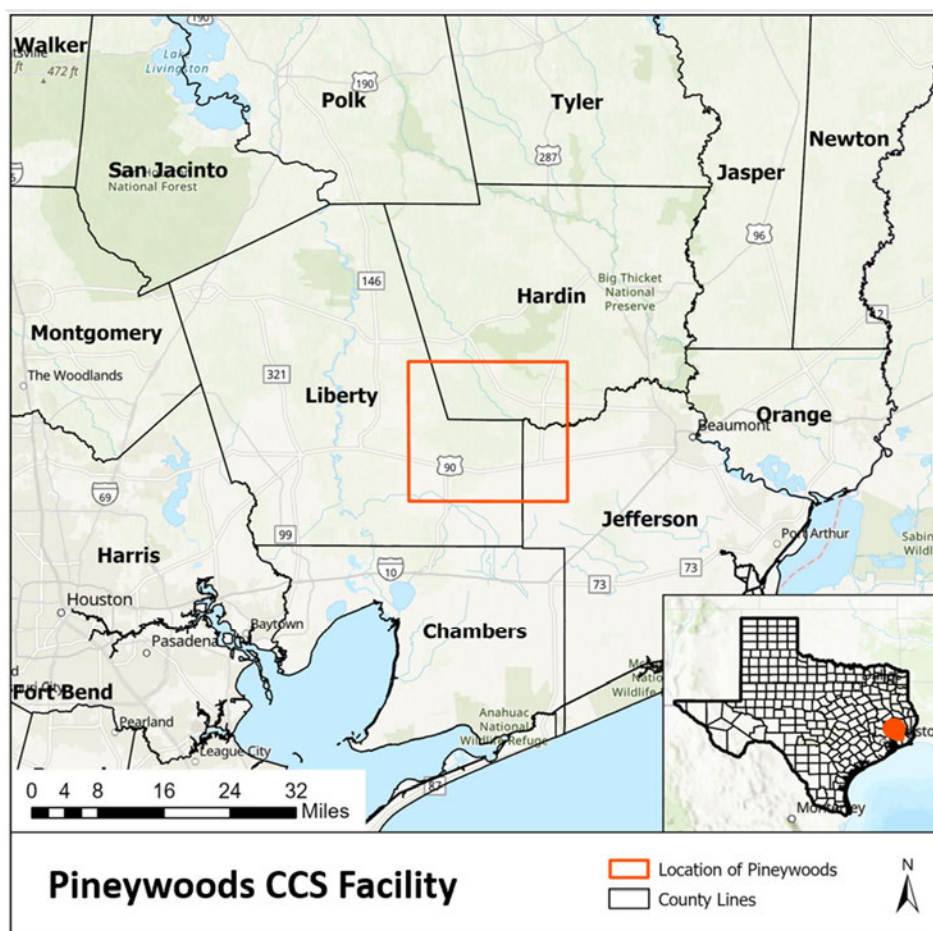 190
Walker
472 ft
Lake
Livingston
190
Polk
Tyler
Newton
San Jacinto
National Forest
287
Jasper
96
146
Hardin
Big Thicket
National
Preserve
Montgomery
The Woodlands
321
Liberty
Orange
Beaumont
90
69
99
Jefferson
Port Arthur
Harris
10
73
73
Houston
Baytown
Pasadena
Chambers
Fort Bend
Pearland
Anahuac
National
Wildlife Refuge
League City
87
0 4 8 16 24 32
Miles
Monterrey
Pineywoods CCS Facility
Location of Pineywoods
County Lines
N